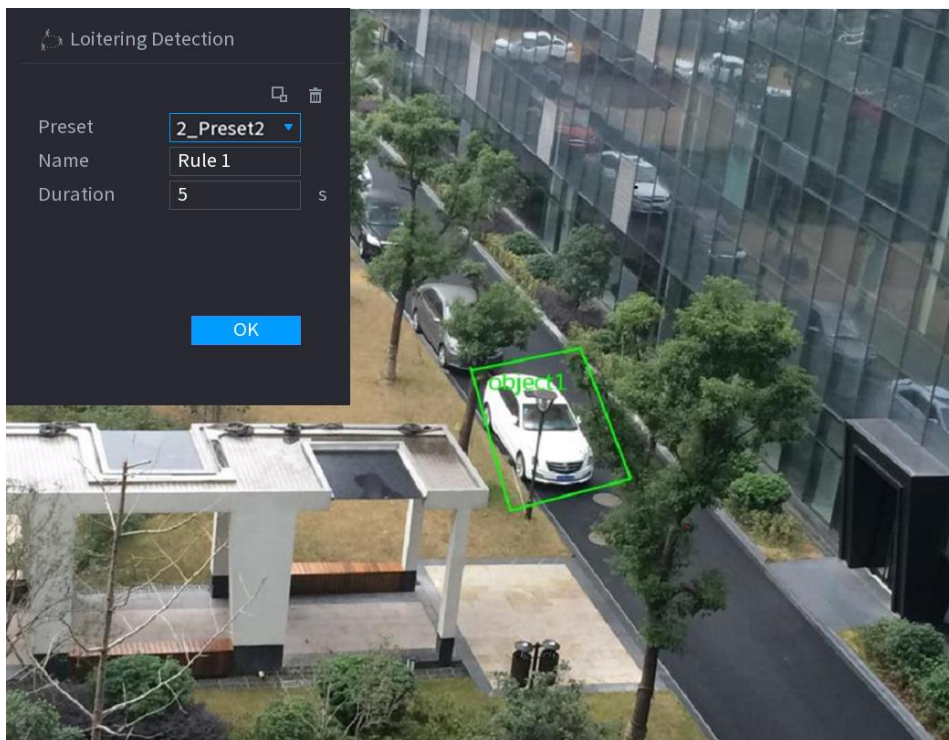 Loitering Detection
Preset 2_Preset2
Name Rule 1
Duration 5 s
OK
object1